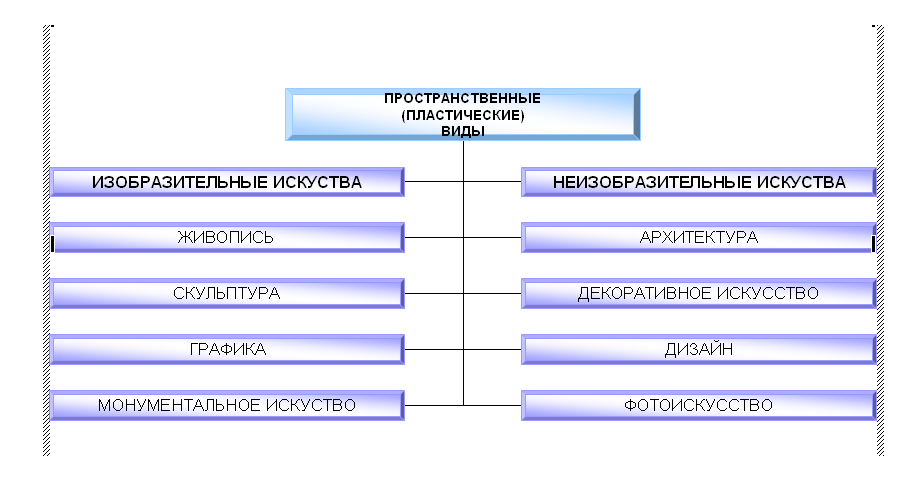 ПРОСТРАНСТВЕННЫЕ
(ПЛАСТИЧЕСКИЕ)
ВИДЫ
ИЗОБРАЗИТЕЛЬНЫЕ ИСКУСТВА
НЕИЗОБРАЗИТЕЛЬНЫЕ ИСКУСТВА
ЖИВОПИСЬ
АРХИТЕКТУРА
СКУЛЬПТУРА
ДЕКОРАТИВНОЕ ИСКУССТВО
ГРАФИКА
ДИЗАЙН
МОНУМЕНТАЛЬНОЕ ИСКУСТВО
ФОТОИСКУССТВО